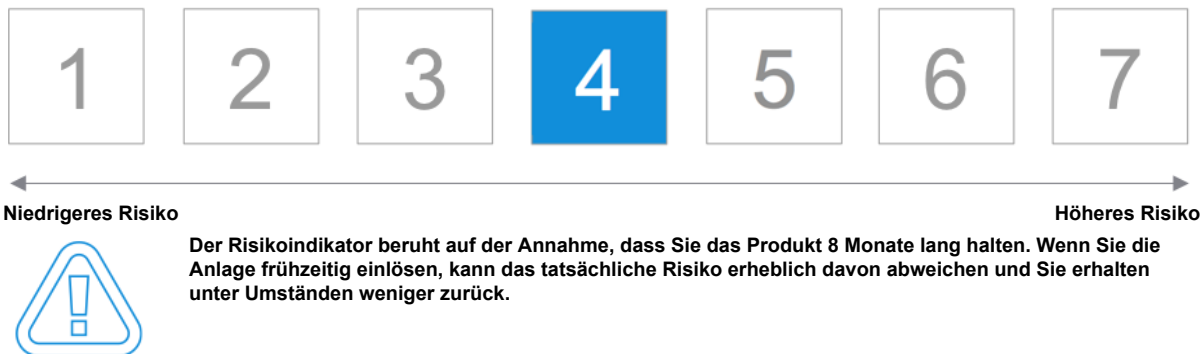 1 2 3 4 5 6 7
Niedrigeres Risiko Höheres Risiko
Der Risikoindikator beruht auf der Annahme, dass Sie das Produkt 8 Monate lang halten. Wenn Sie die
Anlage frühzeitig einlösen, kann das tatsächliche Risiko erheblich davon abweichen und Sie erhalten
unter Umständen weniger zurück.